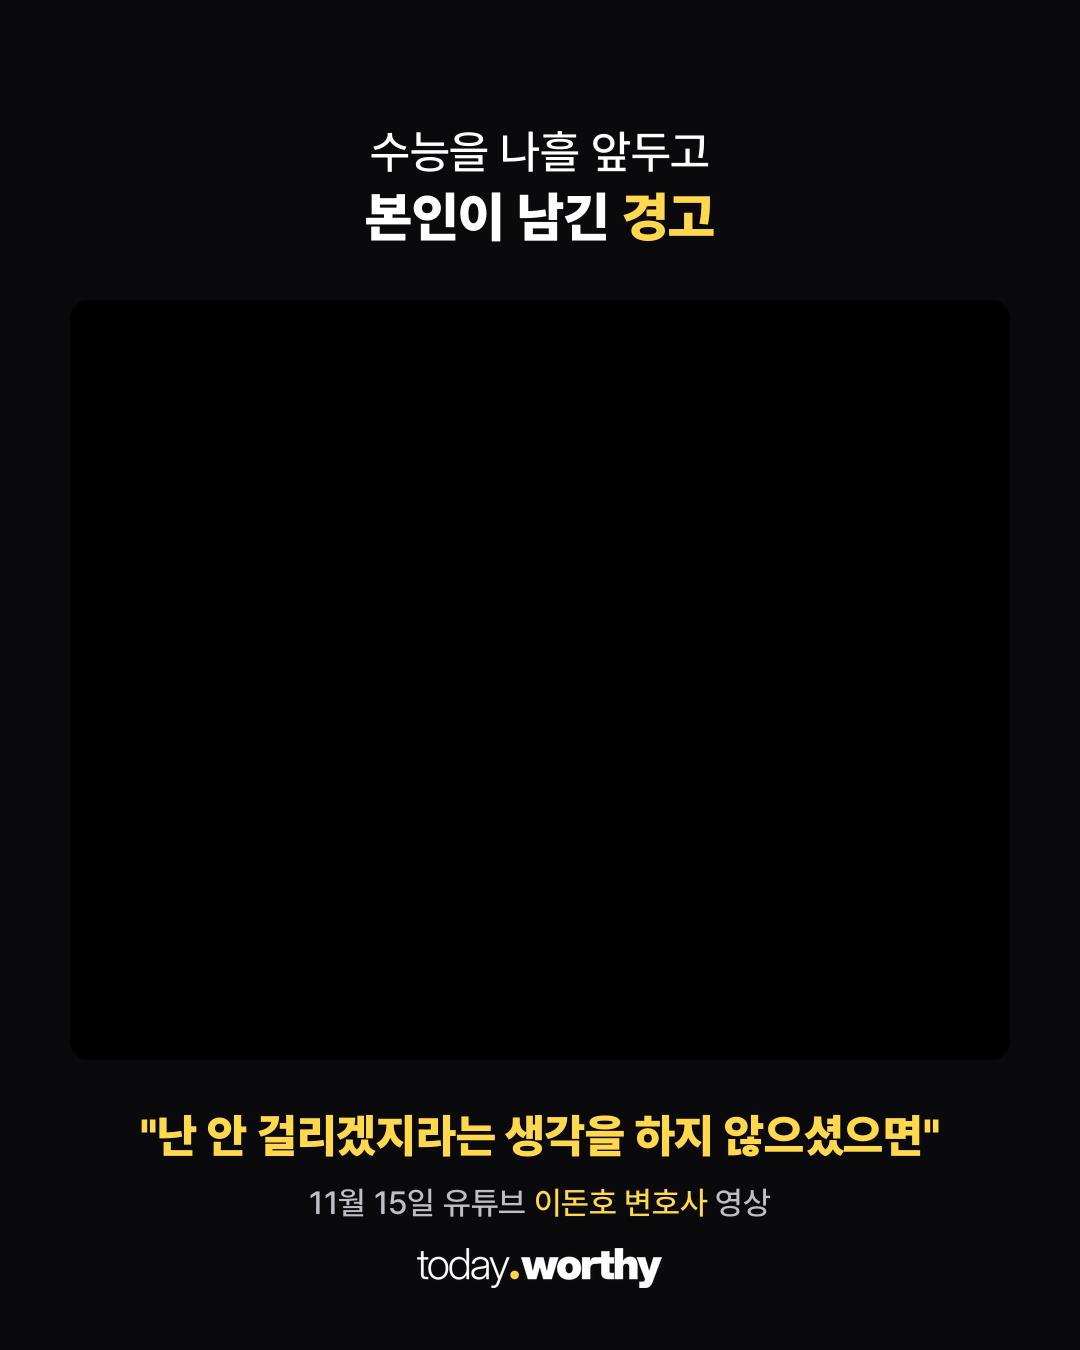 수능을 나흘 앞두고
본인이 남긴 경고
"난 안 걸리겠지라는 생각을 하지 않으셨으면"
11월 15일 유튜브 이돈호 변호사 영상
today.worthy